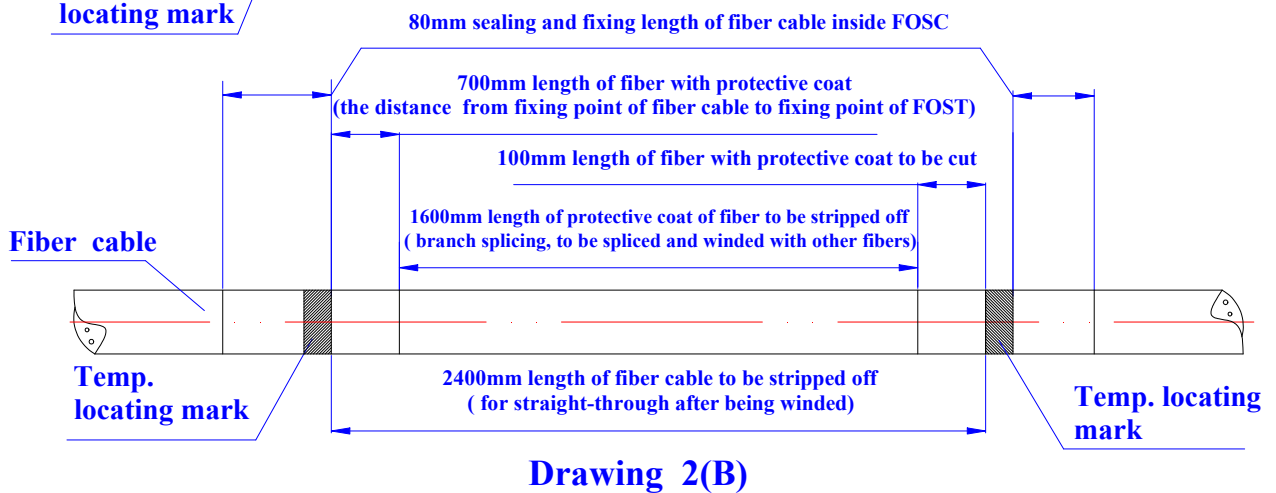 locating mark
80mm sealing and fixing length of fiber cable inside FOSC
700mm length of fiber with protective coat
(the distance from fixing point of fiber cable to fixing point of FOST)
100mm length of fiber with protective coat to be cut
1600mm length of protective coat of fiber to be stripped off
( branch splicing, to be spliced and winded with other fibers)
Fiber cable
Temp.
locating mark
2400mm length of fiber cable to be stripped off
( for straight-through after being winded)
Temp. locating
mark
Drawing 2(B)